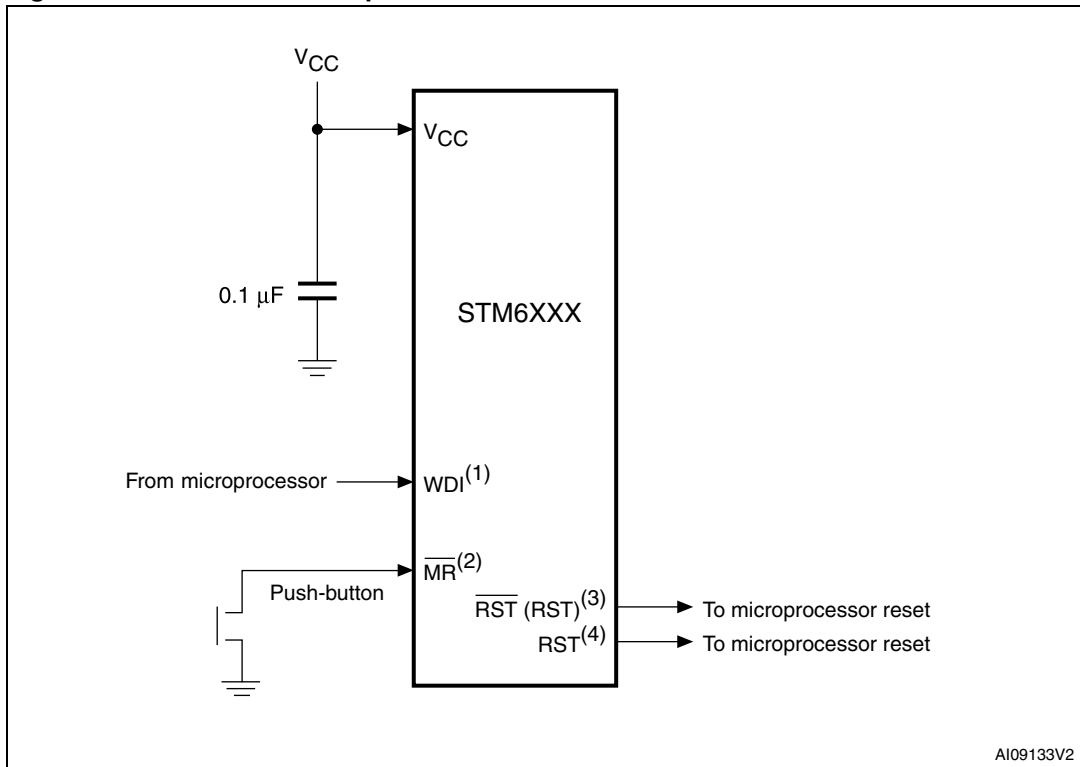 VCC
VCC
0.1 μF
STM6XXX
From microprocessor
WDI(1)
MR(2)
Push-button
RST (RST)(3)
To microprocessor reset
RST(4)
To microprocessor reset
AI09133V2